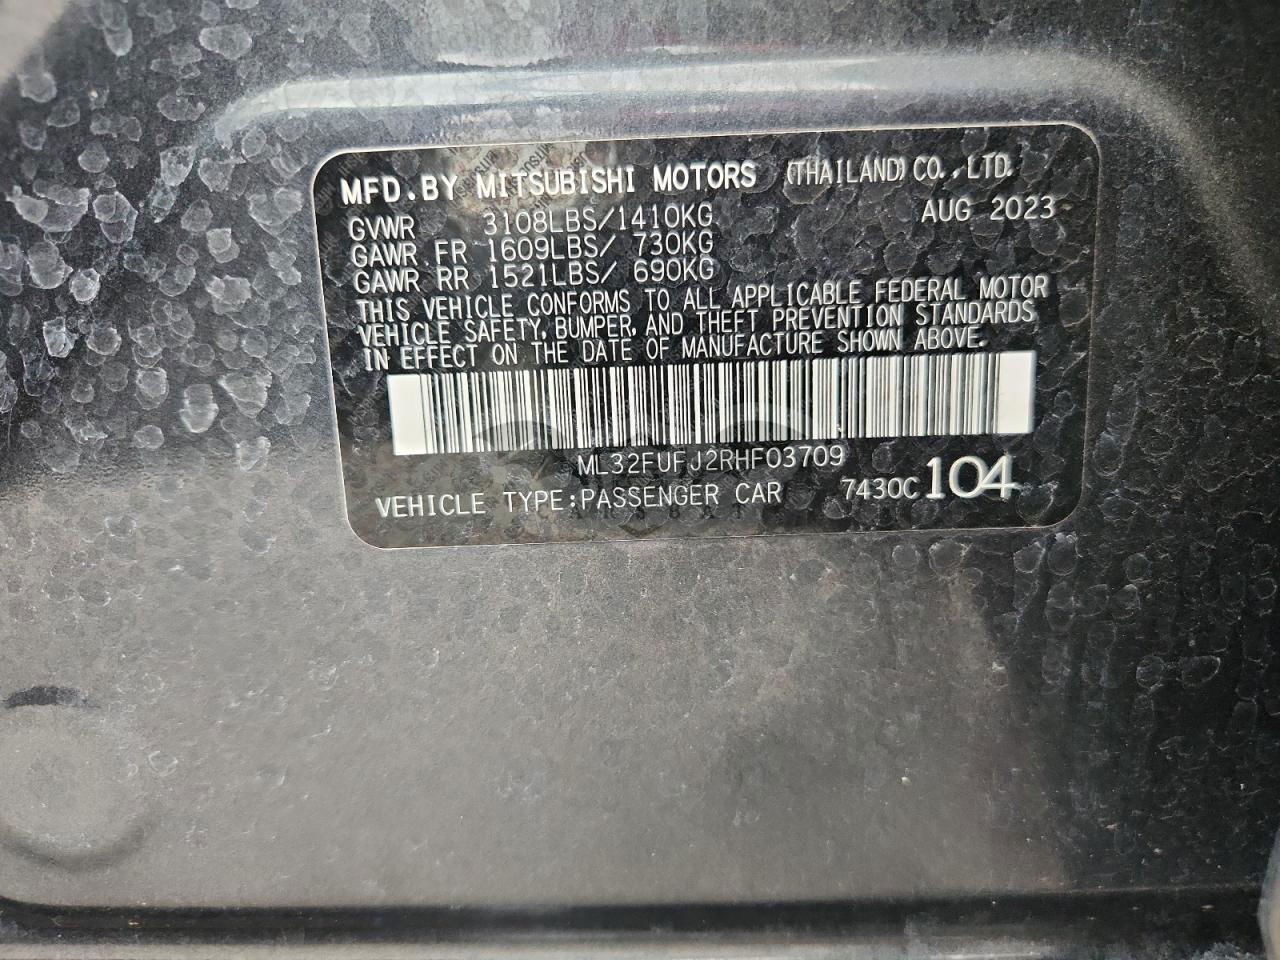 MFD.BY MITSUBISHI MOTORS (THAILAND) CO.,LTD.
GVWR 3108LBS/1410KG AUG 2023
GAWR FR 1609LBS/ 730KG
GAWR RR 1521LBS/ 690KG
THIS VEHICLE CONFORMS TO ALL APPLICABLE FEDERAL MOTOR
VEHICLE SAFETY, BUMPER, AND THEFT PREVENTION STANDARDS
IN EFFECT ON THE DATE OF MANUFACTURE SHOWN ABOVE.
ML32FUFJ2RHF03709
VEHICLE TYPE:PASSENGER CAR 7430C 104